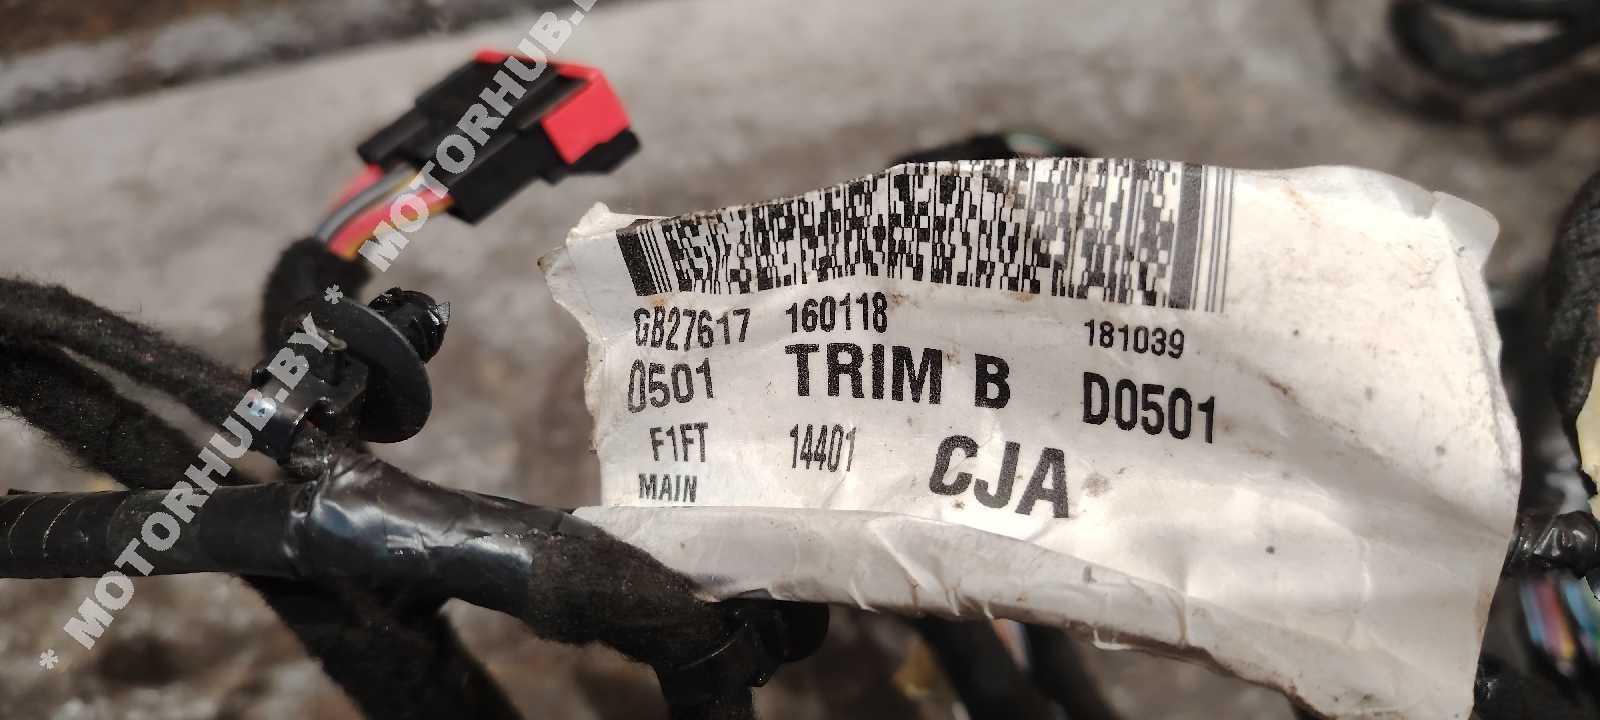 * MOTORHUB.BY * MOTORHUB.
GB27617 160118 181039
0501 TRIM B D0501
F1FT 14401 CJA
MAIN